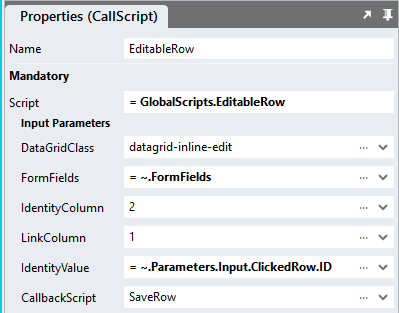 Properties (CallScript)
Name EditableRow
Mandatory
Script = GlobalScripts.EditableRow
Input Parameters
DataGridClass datagrid-inline-edit ...
FormFields = ~.FormFields ...
IdentityColumn 2 ...
LinkColumn 1 ...
IdentityValue = ~.Parameters.Input.ClickedRow.ID ...
CallbackScript SaveRow ...